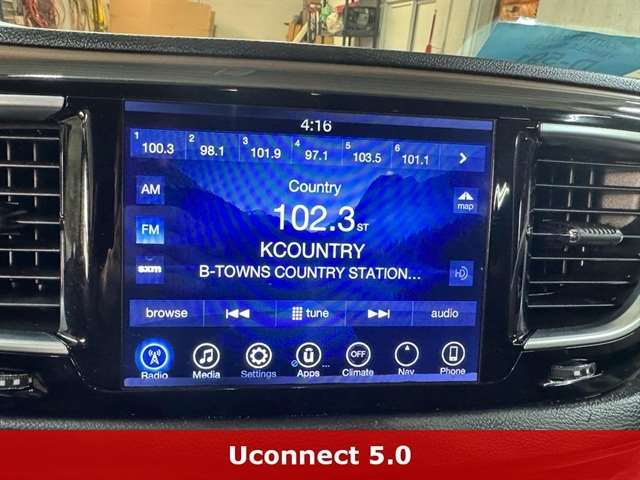 4:16
1 100.3 2 98.1 3 101.9 4 97.1 5 103.5 6 101.1
Country
AM
102.3 ST
map
FM
KCOUNTRY
B-TOWNS COUNTRY STATION...
sxm
HD
browse tune audio
OFF
Radio Media Settings Apps Climate Nav Phone
Uconnect 5.0